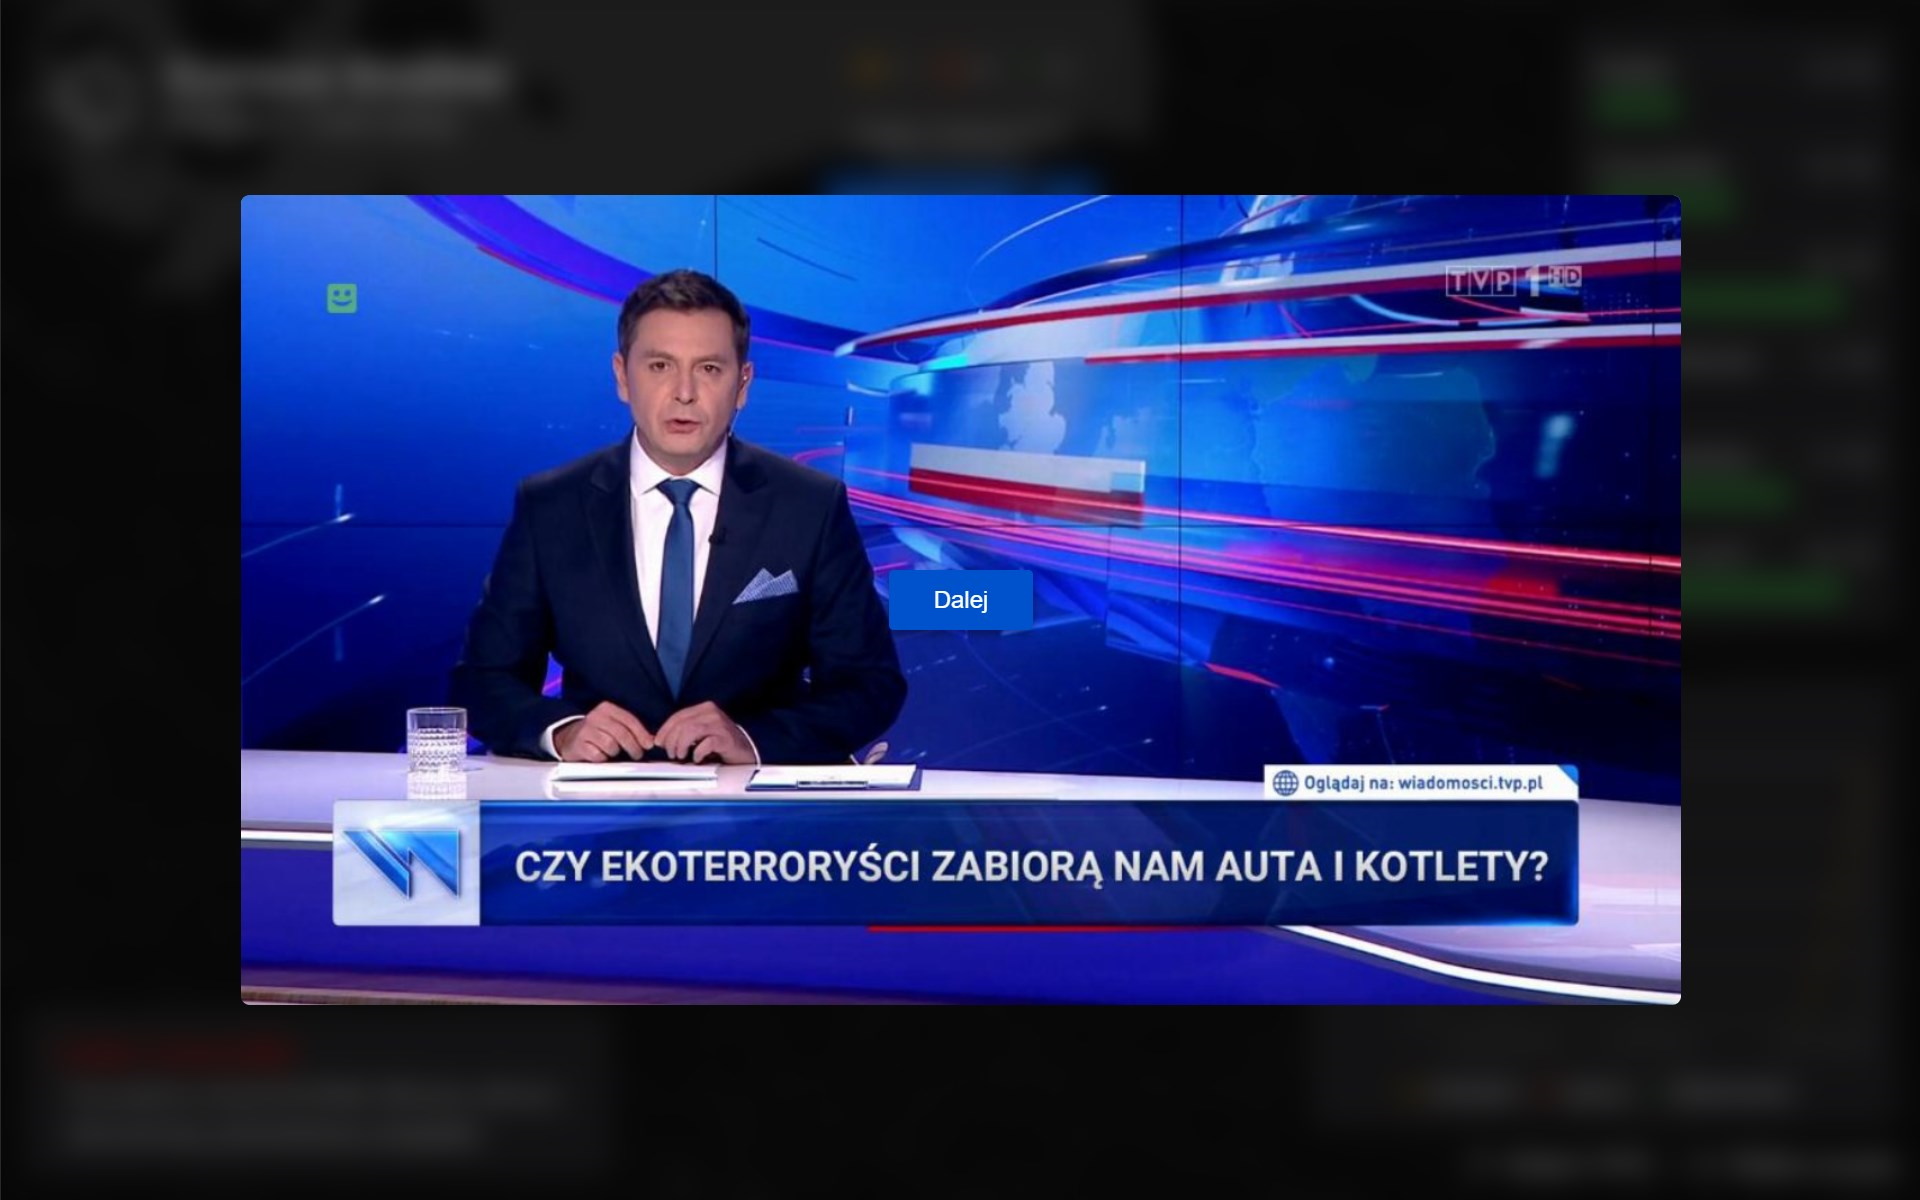 TVP 1 HD
Dalej
Oglądaj na: wiadomosci.tvp.pl
CZY EKOTERRORYŚCI ZABIORĄ NAM AUTA I KOTLETY?